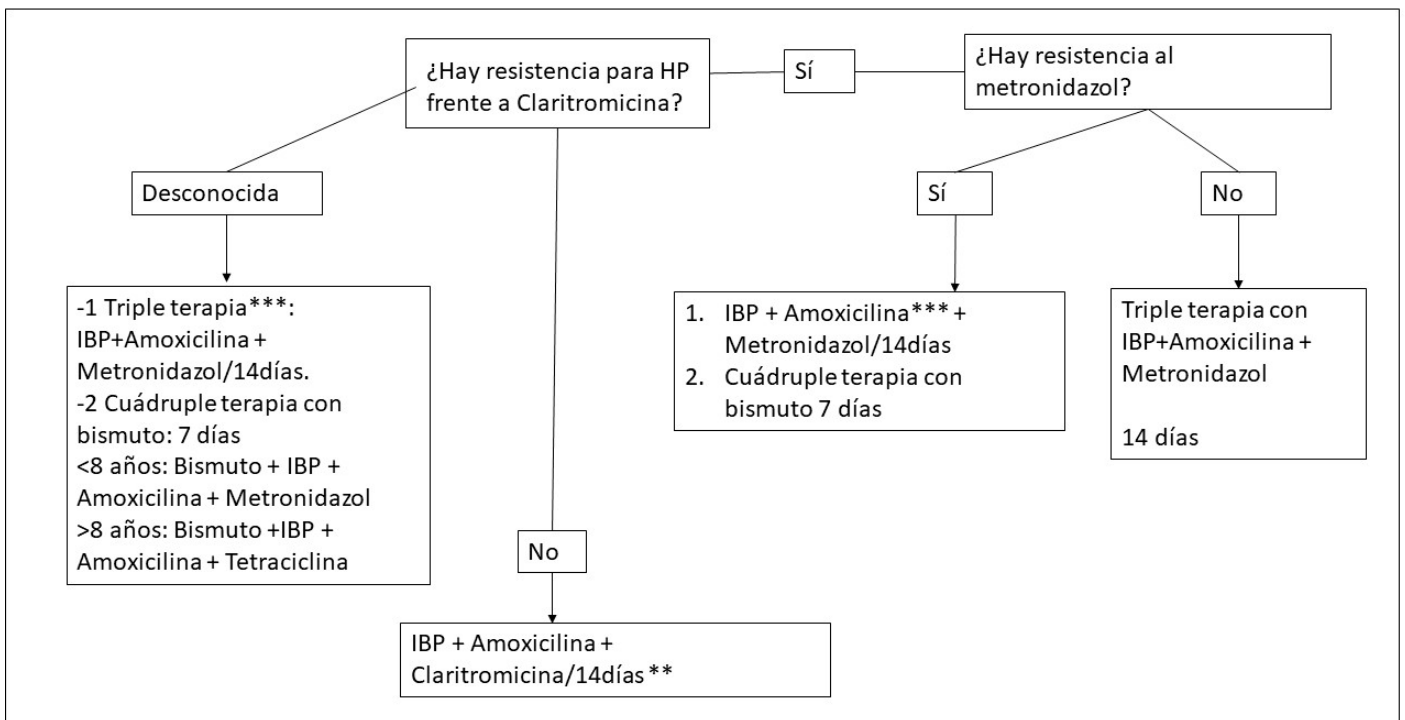 ¿Hay resistencia para HP
frente a Claritromicina?
Sí
¿Hay resistencia al
metronidazol?
Desconocida
Sí
No
-1 Triple terapia***:
IBP+Amoxicilina +
Metronidazol/14días.
-2 Cuádruple terapia con
bismuto: 7 días
<8 años: Bismuto + IBP +
Amoxicilina + Metronidazol
>8 años: Bismuto +IBP +
Amoxicilina + Tetraciclina
1. IBP + Amoxicilina*** +
Metronidazol/14días
2. Cuádruple terapia con
bismuto 7 días
Triple terapia con
IBP+Amoxicilina +
Metronidazol
14 días
No
IBP + Amoxicilina +
Claritromicina/14días **